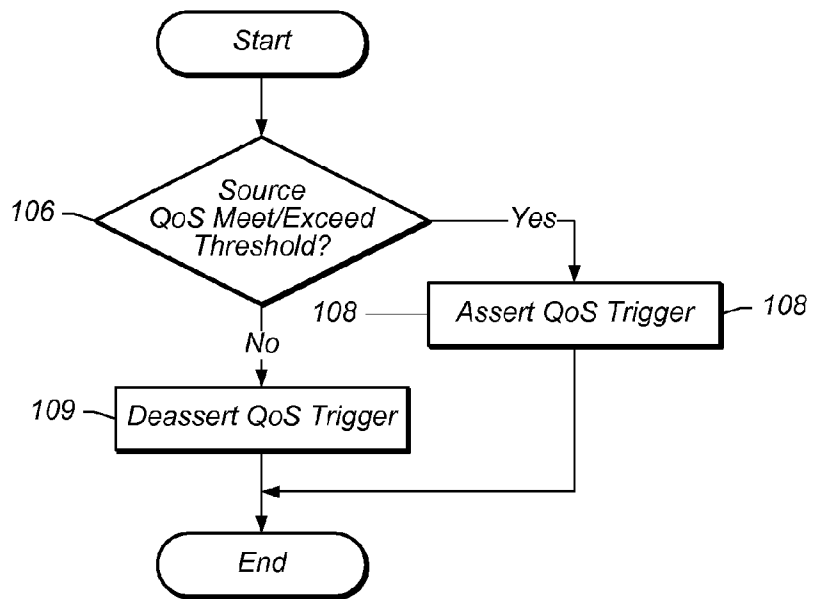 Start
106
Source
QoS Meet/Exceed
Threshold?
Yes
108
Assert QoS Trigger
108
No
109
Deassert QoS Trigger
End